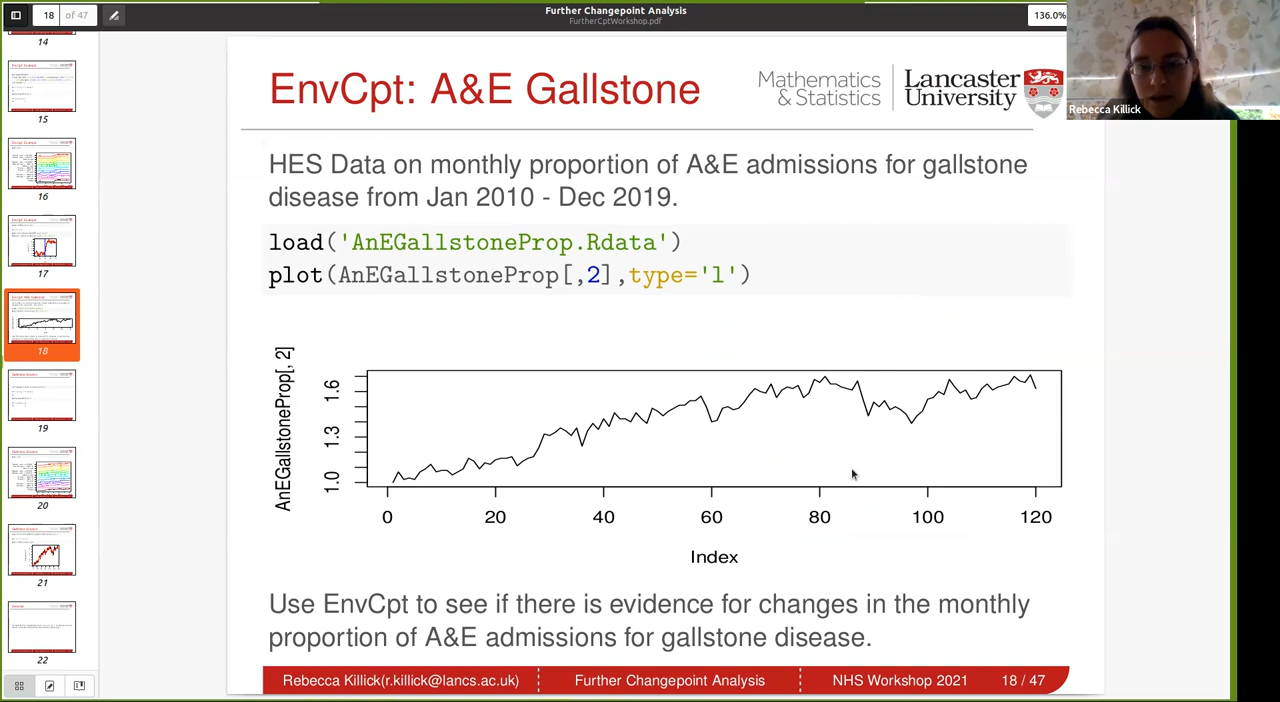 18 of 47
Further Changepoint Analysis
FurtherCptWorkshop.pdf
136.0%
Rebecca Killick
14
15
16
17
18
19
20
21
22
EnvCpt: A&E Gallstone
Mathematics
& Statistics
Lancaster
University
HES Data on monthly proportion of A&E admissions for gallstone
disease from Jan 2010 - Dec 2019.
load('AnEGallstoneProp.Rdata')
plot(AnEGallstoneProp[,2],type='l')
AnEGallstoneProp[, 2]
1.6
1.3
1.0
0 20 40 60 80 100 120
Index
Use EnvCpt to see if there is evidence for changes in the monthly
proportion of A&E admissions for gallstone disease.
Rebecca Killick(r.killick@lancs.ac.uk) Further Changepoint Analysis NHS Workshop 2021 18 / 47